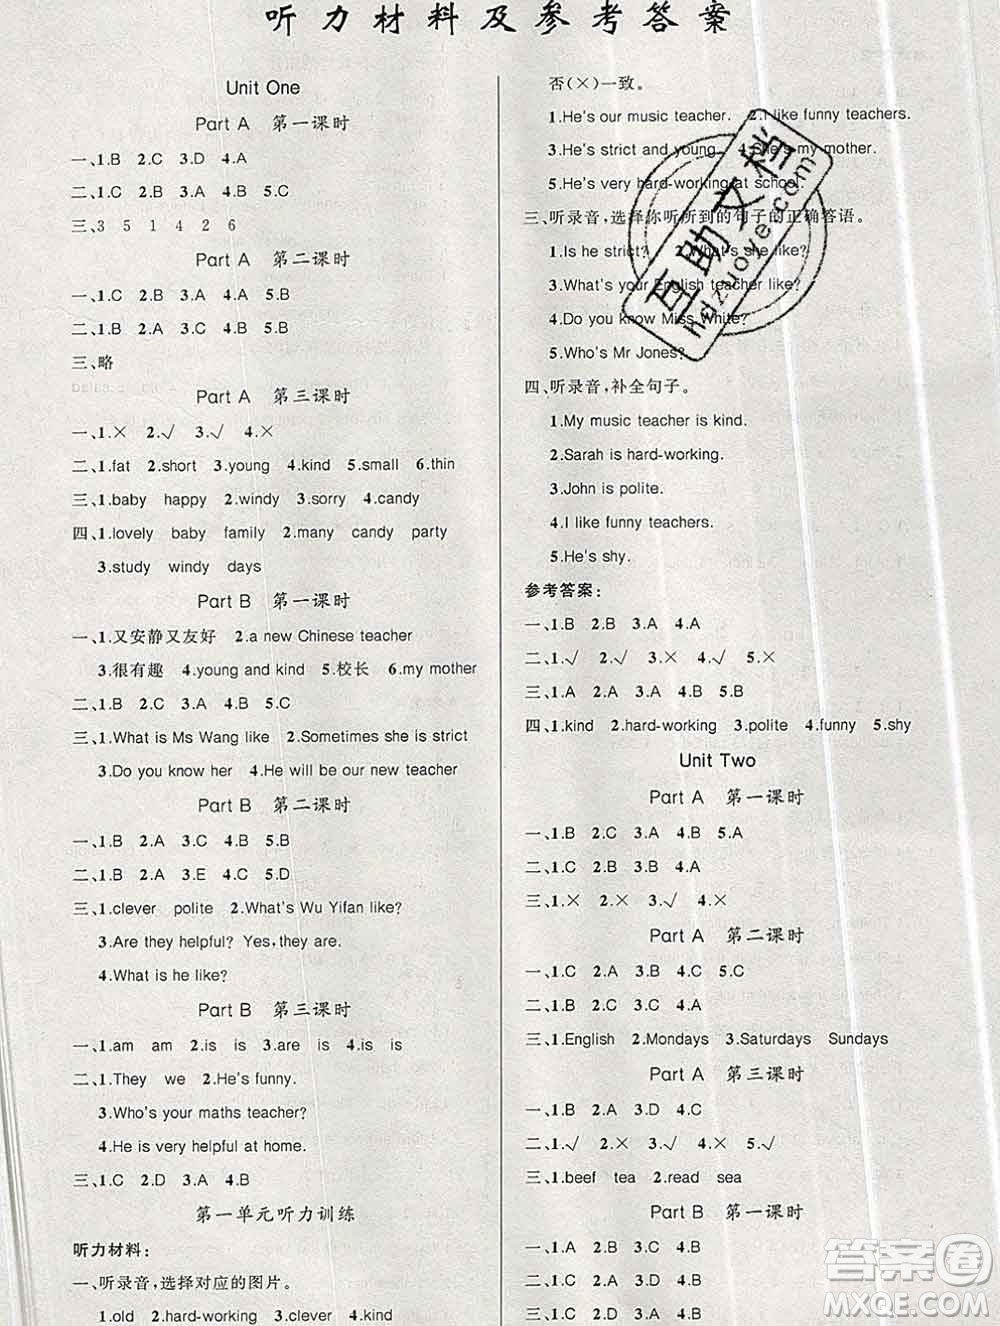 听力材料及参考答案
Unit One
Part A 第一课时
一、1.B 2.C 3.D 4.A
二、1.C 2.B 3.A 4.B 5.C
三、3 5 1 4 2 6
Part A 第二课时
一、1.C 2.B 3.A 4.A 5.B
二、1.B 2.A 3.C 4.B 5.B
三、略
Part A 第三课时
一、1.× 2.√ 3.√ 4.×
二、1.fat 2.short 3.young 4.kind 5.small 6.thin
三、1.baby happy 2.windy 3.sorry 4.candy
四、1.lovely baby family 2.many candy party
3.study windy days
Part B 第一课时
一、1.又安静又友好 2.a new Chinese teacher
3.很有趣 4.young and kind 5.校长 6.my mother
二、1.B 2.C 3.A 4.B 5.C
三、1.What is Ms Wang like 2.Sometimes she is strict
3.Do you know her 4.He will be our new teacher
Part B 第二课时
一、1.B 2.A 3.C 4.B 5.B
二、1.B 2.A 3.E 4.C 5.D
三、1.clever polite 2.What's Wu Yifan like?
3.Are they helpful? Yes, they are.
4.What is he like?
Part B 第三课时
一、1.am am 2.is is 3.are is 4.is is
二、1.They we 2.He's funny.
3.Who's your maths teacher?
4.He is very helpful at home.
三、1.C 2.D 3.A 4.B
第一单元听力训练
听力材料：
一、听录音，选择对应的图片。
1.old 2.hard-working 3.clever 4.kind
否(×)一致。
1.He's our music teacher. 2.I like funny teachers.
3.He's strict and young. 4.She's my mother.
5.He's very hard-working at school.
三、听录音，选择你所听到的句子的正确答语。
1.Is he strict? 2.What's she like?
3.What's your English teacher like?
4.Do you know Miss White?
5.Who's Mr Jones?
四、听录音，补全句子。
1.My music teacher is kind.
2.Sarah is hard-working.
3.John is polite.
4.I like funny teachers.
5.He's shy.
参考答案：
一、1.B 2.B 3.A 4.A
二、1.√ 2.√ 3.× 4.√ 5.×
三、1.A 2.A 3.B 4.B 5.B
四、1.kind 2.hard-working 3.polite 4.funny 5.shy
Unit Two
Part A 第一课时
一、1.B 2.C 3.A 4.B 5.A
二、1.C 2.B 3.B 4.A
三、1.× 2.× 3.√ 4.×
Part A 第二课时
一、1.C 2.A 3.B 4.C 5.C
二、1.B 2.C 3.A 4.A
三、1.English 2.Mondays 3.Saturdays Sundays
Part A 第三课时
一、1.B 2.A 3.D 4.C
二、1.√ 2.× 3.√ 4.× 5.√
三、1.beef tea 2.read sea
Part B 第一课时
一、1.A 2.B 3.A 4.C
二、1.B 2.C 3.A 4.C
三、1.C 2.D 3.A 4.B
互助文档
hdzuoye.com
答案圈
MXQE.COM